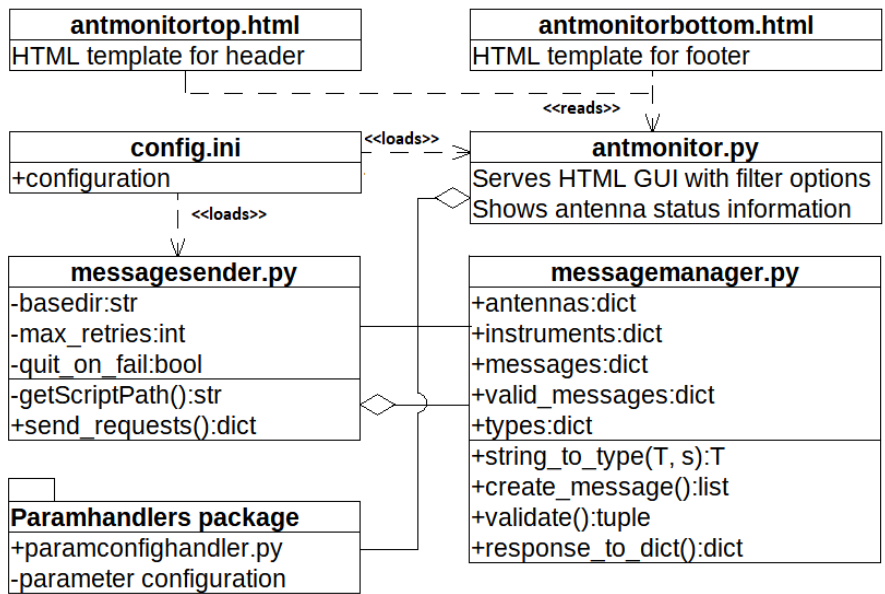 antmonitortop.html
HTML template for header
antmonitorbottom.html
HTML template for footer
<<reads>>
config.ini
+configuration
<<loads>>
antmonitor.py
Serves HTML GUI with filter options
Shows antenna status information
<<loads>>
messagesender.py
-basedir:str
-max_retries:int
-quit_on_fail:bool
-getScriptPath():str
+send_requests():dict
messagemanager.py
+antennas:dict
+instruments:dict
+messages:dict
+valid_messages:dict
+types:dict
+string_to_type(T, s):T
+create_message():list
+validate():tuple
+response_to_dict():dict
Paramhandlers package
+paramconfighandler.py
-parameter configuration